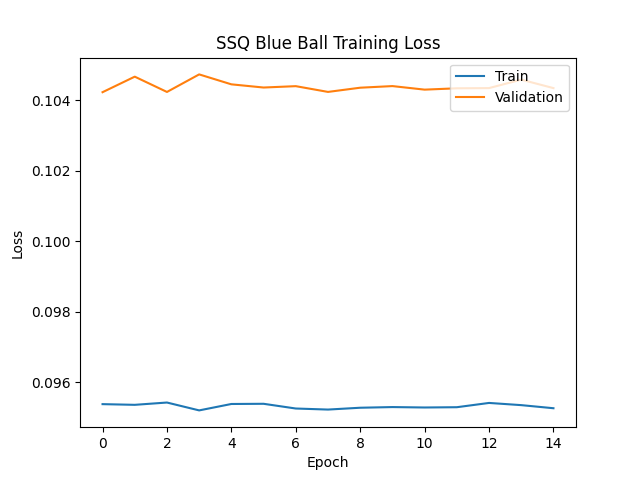 SSQ Blue Ball Training Loss
Train
Validation
0.104
0.102
0.100
0.098
0.096
Loss
0 2 4 6 8 10 12 14
Epoch